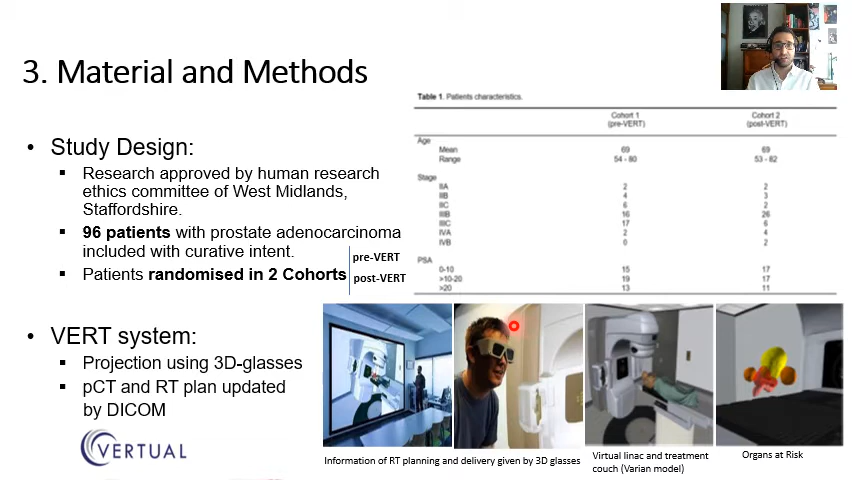 3. Material and Methods
• Study Design:
▪ Research approved by human research
ethics committee of West Midlands,
Staffordshire.
▪ 96 patients with prostate adenocarcinoma
included with curative intent.
▪ Patients randomised in 2 Cohorts
pre-VERT
post-VERT
• VERT system:
▪ Projection using 3D-glasses
▪ pCT and RT plan updated
by DICOM
VERTUAL
Table 1. Patients characteristics.
Cohort 1 Cohort 2
(pre-VERT) (post-VERT)
Age
Mean 69 69
Range 54 - 80 53 - 82
Stage
IIA 2 2
IIB 4 3
IIC 6 2
IIIB 16 26
IIIC 17 6
IVA 2 4
IVB 0 2
PSA
0-10 15 17
>10-20 19 17
>20 13 11
Information of RT planning and delivery given by 3D glasses
Virtual linac and treatment
couch (Varian model)
Organs at Risk